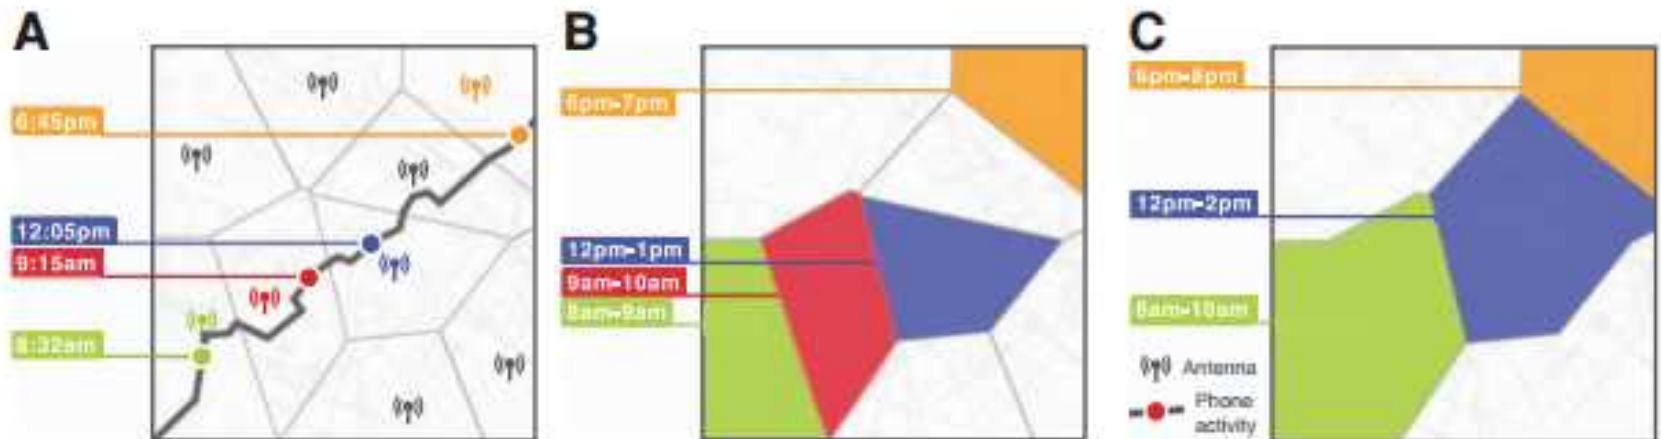 A
6:45pm
12:05pm
9:15am
8:32am
B
6pm-7pm
12pm-1pm
9am-10am
8am-9am
C
6pm-8pm
12pm-2pm
8am-10am
Antenna
Phone
activity